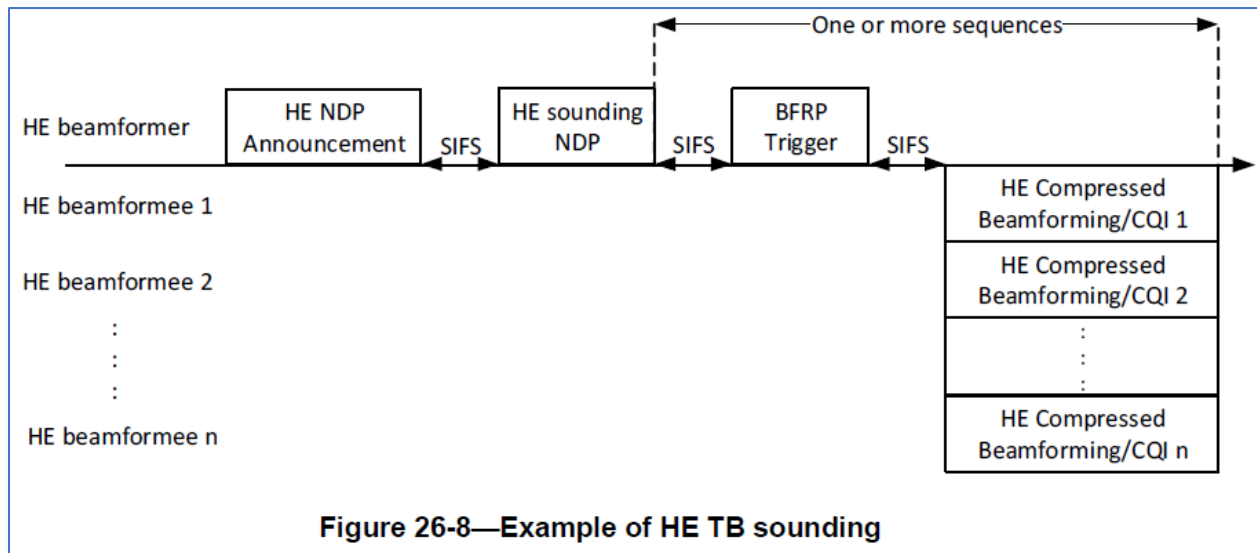 One or more sequences
HE beamformer
HE NDP
Announcement
SIFS
HE sounding
NDP
SIFS
BFRP
Trigger
SIFS
HE beamformee 1
HE Compressed
Beamforming/CQI 1
HE beamformee 2
HE Compressed
Beamforming/CQI 2
:
:
:
:
:
:
HE beamformee n
HE Compressed
Beamforming/CQI n
Figure 26-8—Example of HE TB sounding